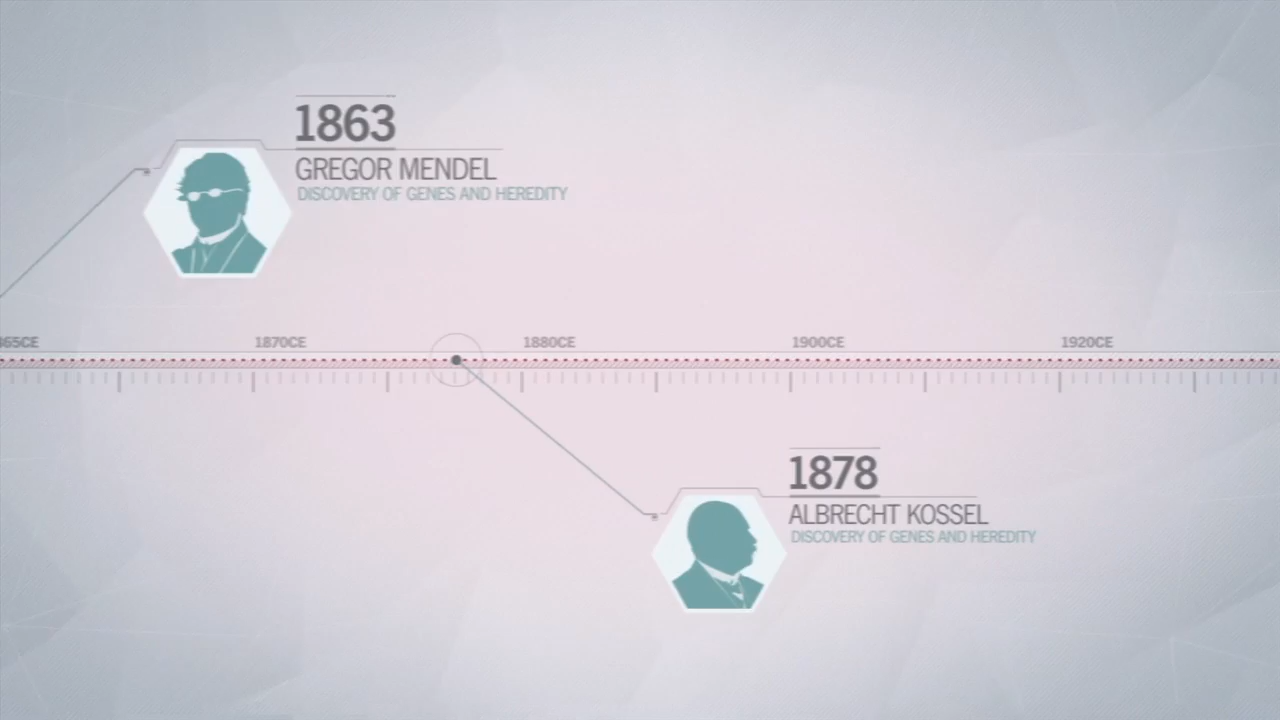 1863
GREGOR MENDEL
DISCOVERY OF GENES AND HEREDITY
865CE 1870CE 1880CE 1900CE 1920CE
1878
ALBRECHT KOSSEL
DISCOVERY OF GENES AND HEREDITY